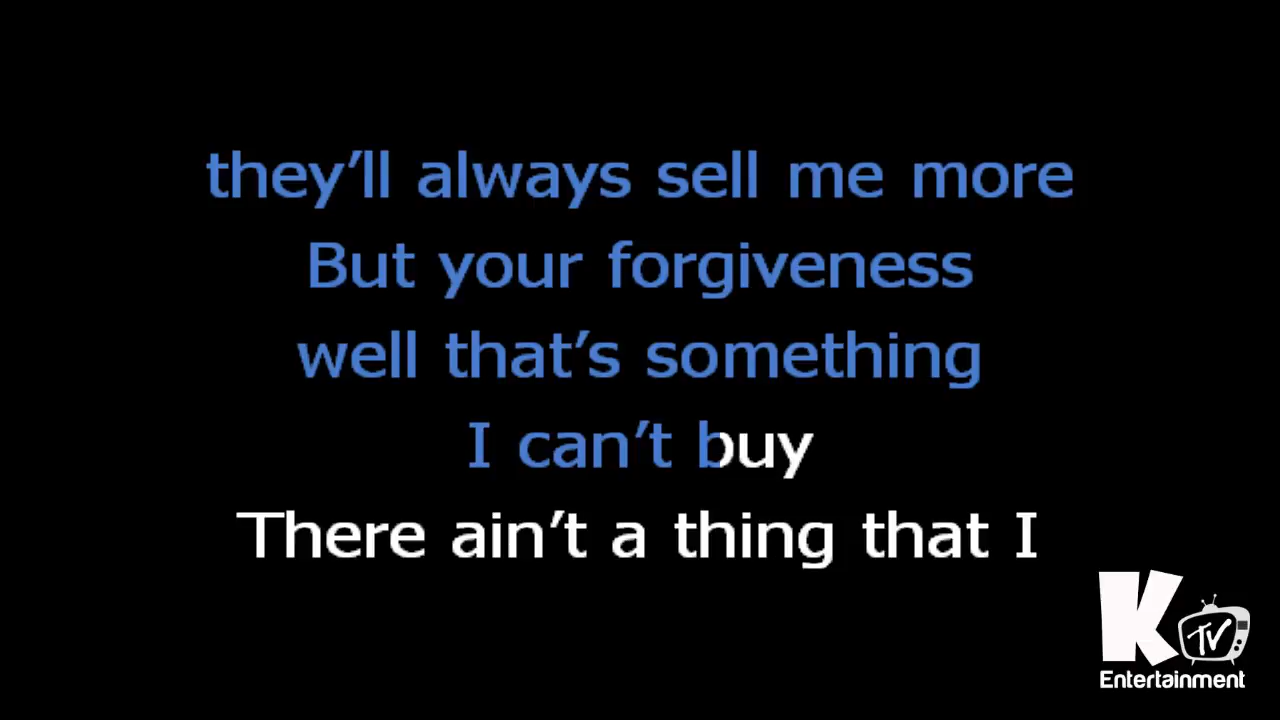 they’ll always sell me more
But your forgiveness
well that’s something
I can’t buy
There ain’t a thing that I
K TV
Entertainment